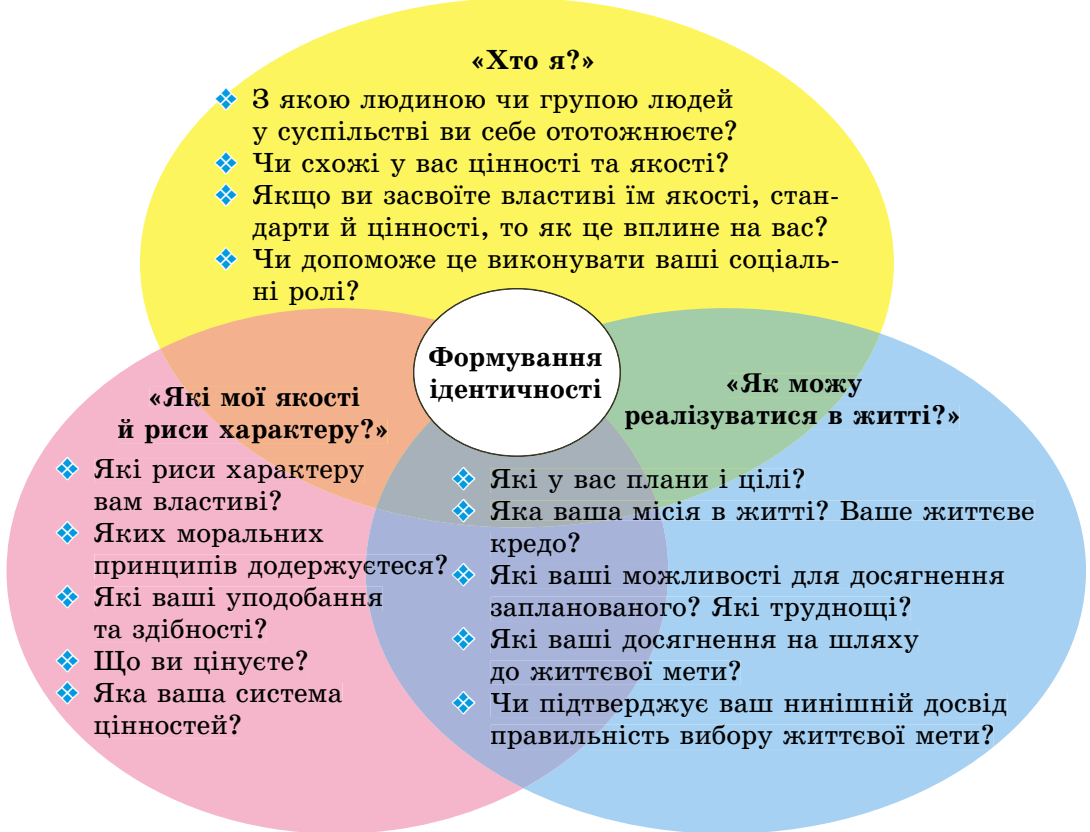 «Хто я?»
❖ З якою людиною чи групою людей
у суспільстві ви себе ототожнюєте?
❖ Чи схожі у вас цінності та якості?
❖ Якщо ви засвоїте властиві їм якості, стан-
дарти й цінності, то як це вплине на вас?
❖ Чи допоможе це виконувати ваші соціаль-
ні ролі?
Формування
ідентичності
«Які мої якості
й риси характеру?»
❖ Які риси характеру
вам властиві?
❖ Яких моральних
принципів додержуєтеся?
❖ Які ваші уподобання
та здібності?
❖ Що ви цінуєте?
❖ Яка ваша система
цінностей?
«Як можу
реалізуватися в житті?»
❖ Які у вас плани і цілі?
❖ Яка ваша місія в житті? Ваше життєве
кредо?
❖ Які ваші можливості для досягнення
запланованого? Які труднощі?
❖ Які ваші досягнення на шляху
до життєвої мети?
❖ Чи підтверджує ваш нинішній досвід
правильність вибору життєвої мети?